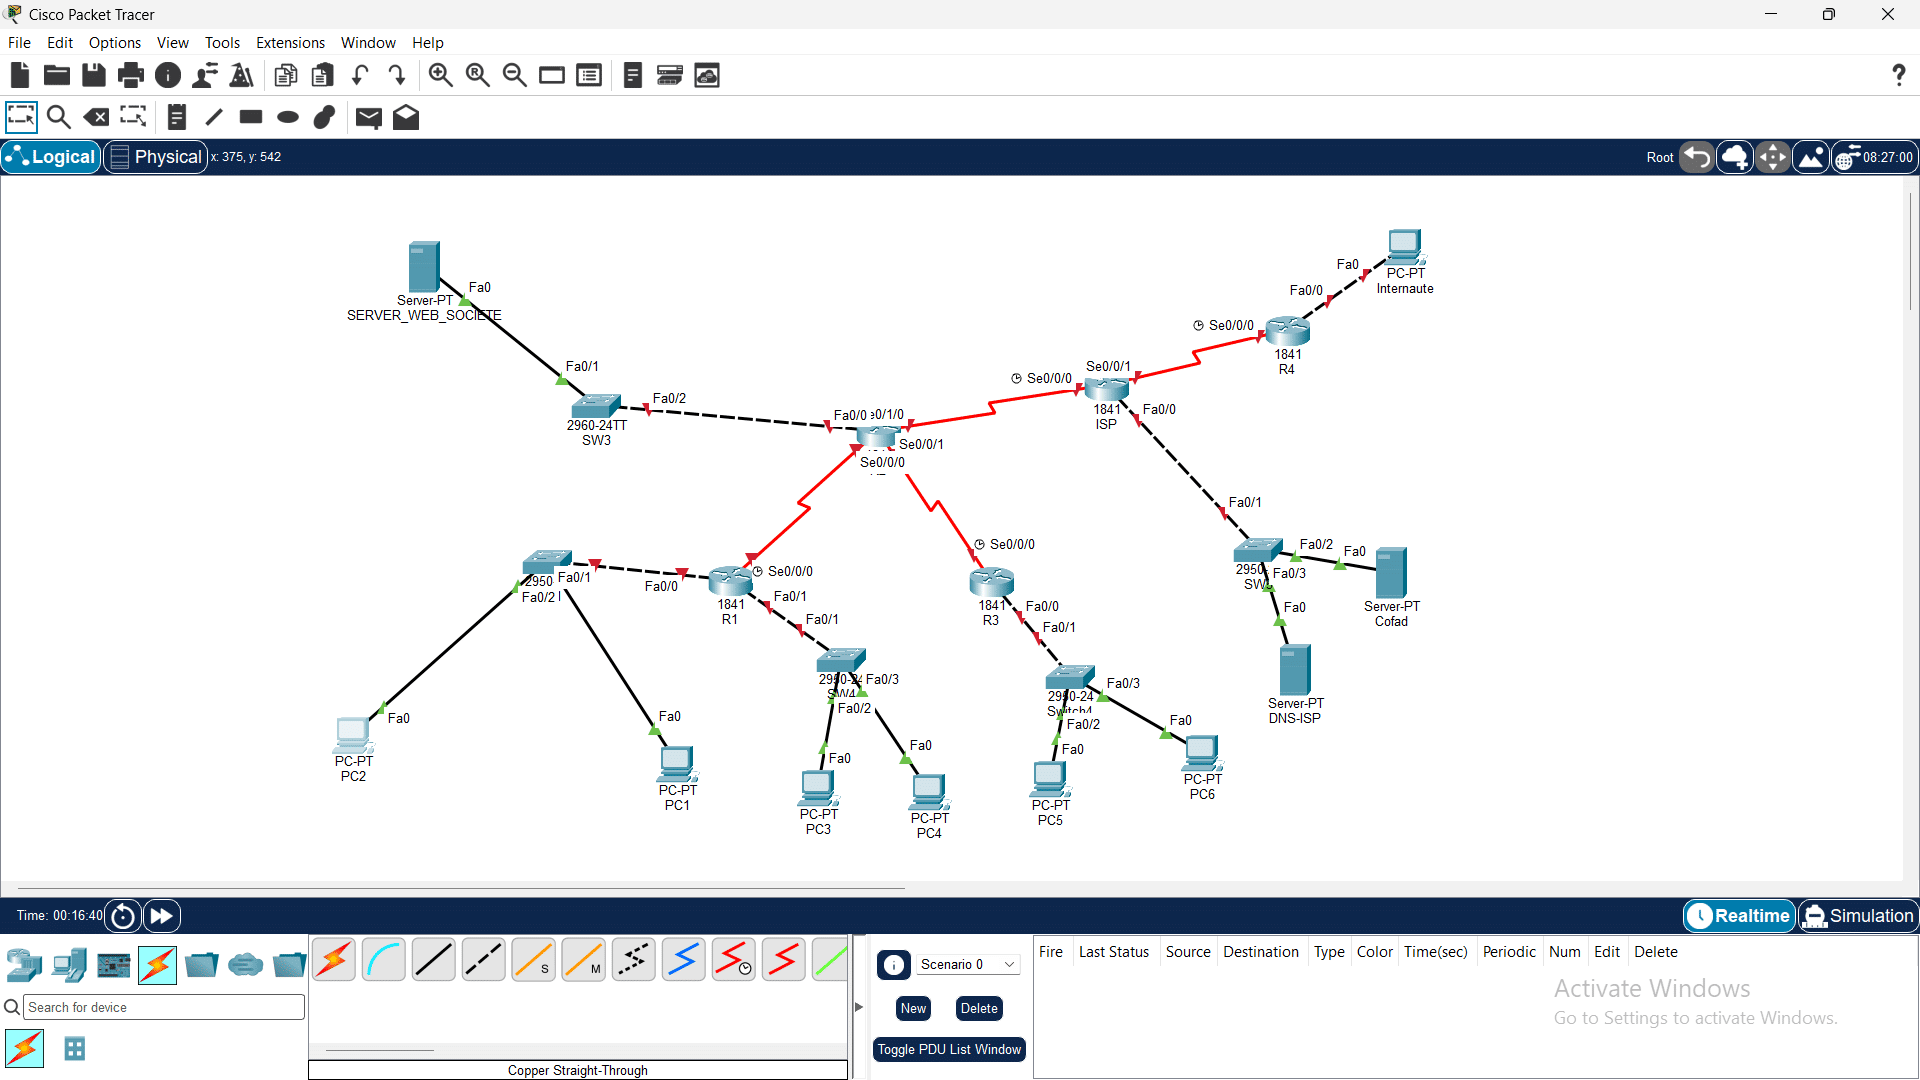 Cisco Packet Tracer
File Edit Options View Tools Extensions Window Help
Logical Physical x: 375, y: 542 Root 08:27:00
Server-PT
SERVER_WEB_SOCIETE
Fa0
Fa0/1
2960-24TT
SW3
Fa0/2
Fa0/0
e0/1/0
Se0/0/1
Se0/0/0
Se0/0/0
Se0/0/1
1841
ISP
Fa0/0
Se0/0/0
Fa0/0
Fa0
PC-PT
Internaute
1841
R4
Fa0/1
Fa0/2
Fa0
2950
SW
Fa0/3
Fa0
Server-PT
Cofad
Server-PT
DNS-ISP
2950
Fa0/1
Fa0/2
Fa0/0
Se0/0/0
1841
R1
Fa0/1
Fa0/1
2950-24
SW4
Fa0/3
Fa0/2
Se0/0/0
1841
R3
Fa0/0
Fa0/1
2950-24
Switch4
Fa0/3
Fa0/2
Fa0
PC-PT
PC2
Fa0
PC-PT
PC1
Fa0
PC-PT
PC3
Fa0
PC-PT
PC4
Fa0
PC-PT
PC5
Fa0
PC-PT
PC6
Time: 00:16:40 Realtime Simulation
S M
Search for device
Copper Straight-Through
Scenario 0
New Delete
Toggle PDU List Window
Fire Last Status Source Destination Type Color Time(sec) Periodic Num Edit Delete
Activate Windows
Go to Settings to activate Windows.